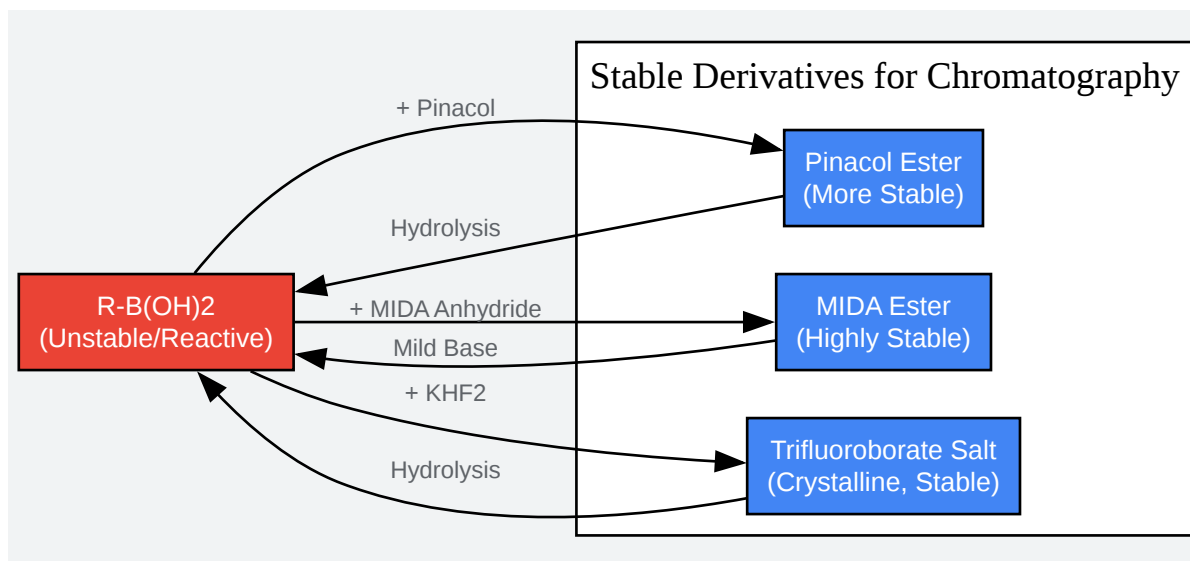 Stable Derivatives for Chromatography
+ Pinacol
Pinacol Ester
(More Stable)
Hydrolysis
R-B(OH)2
(Unstable/Reactive)
+ MIDA Anhydride
MIDA Ester
(Highly Stable)
Mild Base
+ KHF2
Trifluoroborate Salt
(Crystalline, Stable)
Hydrolysis